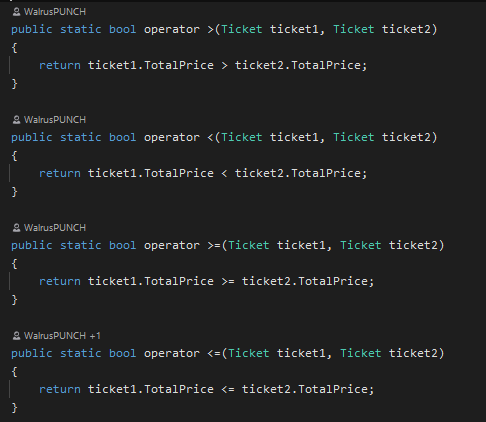 WalrusPUNCH
public static bool operator >(Ticket ticket1, Ticket ticket2)
{
return ticket1.TotalPrice > ticket2.TotalPrice;
}
WalrusPUNCH
public static bool operator <(Ticket ticket1, Ticket ticket2)
{
return ticket1.TotalPrice < ticket2.TotalPrice;
}
WalrusPUNCH
public static bool operator >=(Ticket ticket1, Ticket ticket2)
{
return ticket1.TotalPrice >= ticket2.TotalPrice;
}
WalrusPUNCH +1
public static bool operator <=(Ticket ticket1, Ticket ticket2)
{
return ticket1.TotalPrice <= ticket2.TotalPrice;
}